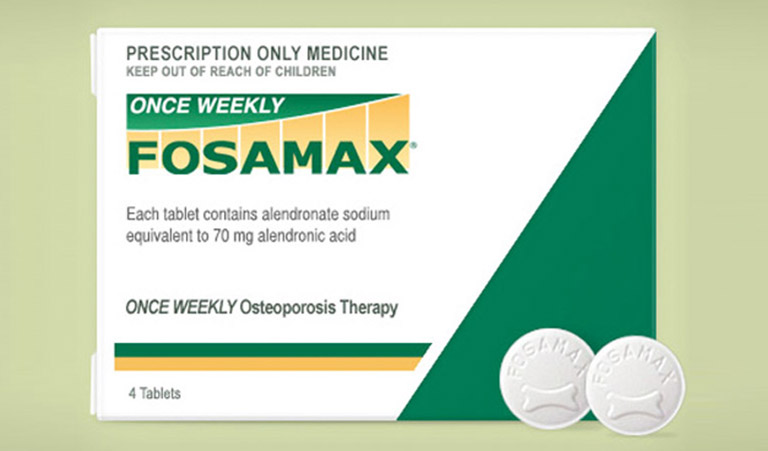 PRESCRIPTION ONLY MEDICINE
KEEP OUT OF REACH OF CHILDREN
ONCE WEEKLY
FOSAMAX®
Each tablet contains alendronate sodium
equivalent to 70 mg alendronic acid
ONCE WEEKLY Osteoporosis Therapy
4 Tablets
FOSAMAX
FOSAMAX